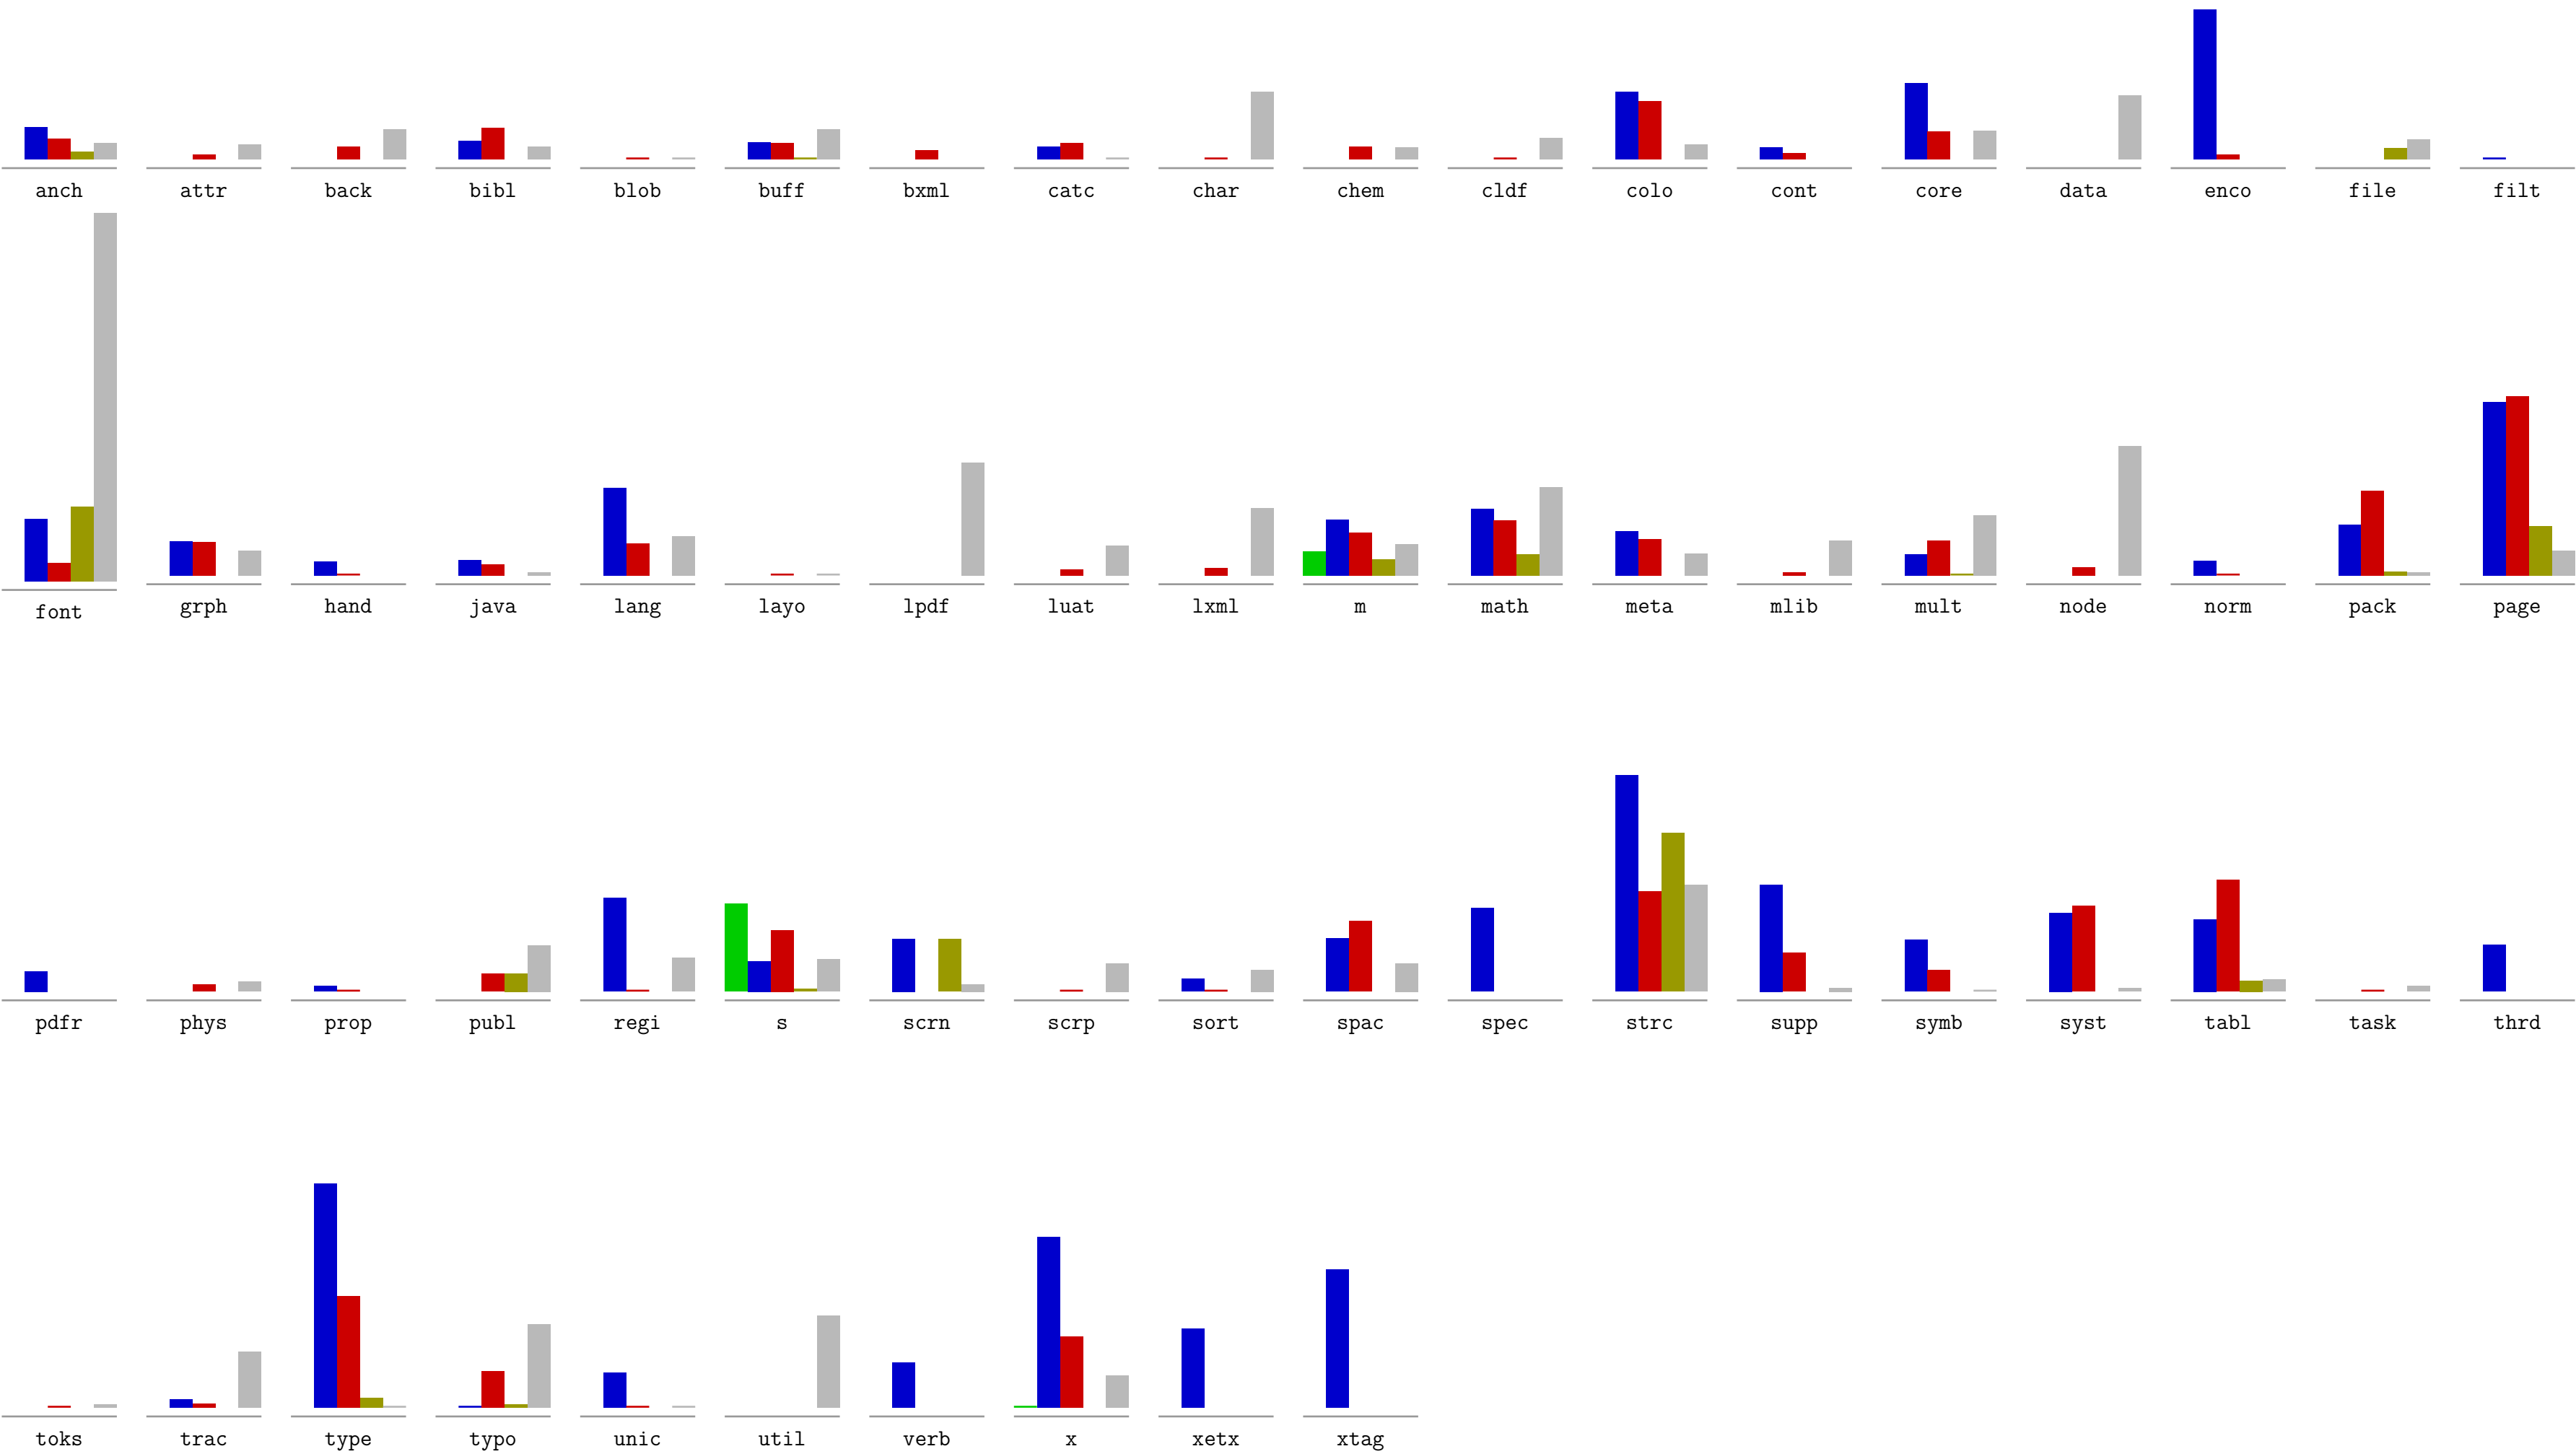 anch attr back bibl blob buff bxml catc char chem cldf colo cont core data enco file filt
font grph hand java lang layo lpdf luat lxml m math meta mlib mult node norm pack page
pdfr phys prop publ regi s scrn scrp sort spac spec strc supp symb syst tabl task thrd
toks trac type typo unic util verb x xetx xtag